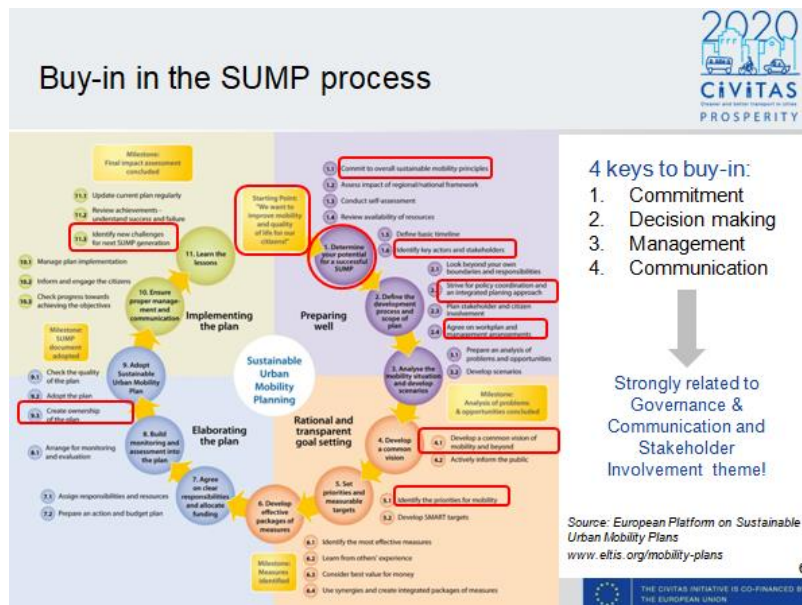 Buy-in in the SUMP process
2020
CiViTAS
Cleaner and better transport in cities
PROSPERITY
Milestone:
Final impact assessment
concluded
11.1 Update current plan regularly
11.2 Review achievements –
understand success and failure
11.3 Identify new challenges
for next SUMP generation
10.1 Manage plan implementation
10.2 Inform and engage the citizens
10.3 Check progress towards
achieving the objectives
11. Learn the
lessons
10. Ensure
proper manage-
ment and
communication
Implementing
the plan
Starting Point:
"We want to
improve mobility
and quality
of life for our
citizens!"
1.1 Commit to overall sustainable mobility principles
1.2 Assess impact of regional/national framework
1.3 Conduct self-assessment
1.4 Review availability of resources
1.5 Define basic timeline
1.6 Identify key actors and stakeholders
1. Determine
your potential
for a successful
SUMP
2.1 Look beyond your own
boundaries and responsibilities
2.2 Strive for policy coordination and
an integrated planning approach
2.3 Plan stakeholder and citizen
involvement
2.4 Agree on workplan and
management arrangements
2. Define the
development
process and
scope of
plan
Preparing
well
3.1 Prepare an analysis of
problems and opportunities
3.2 Develop scenarios
3. Analyse the
mobility situation
and develop
scenarios
Milestone:
SUMP
document
adopted
9.1 Check the quality
of the plan
9.2 Adopt the plan
9.3 Create ownership
of the plan
9. Adopt
Sustainable
Urban Mobility
Plan
Sustainable
Urban
Mobility
Planning
Milestone:
Analysis of problems
& opportunities concluded
Rational and
transparent
goal setting
4. Develop
a common
vision
4.1 Develop a common vision of
mobility and beyond
4.2 Actively inform the public
Elaborating
the plan
8. Build
monitoring and
assessment into
the plan
8.1 Arrange for monitoring
and evaluation
7. Agree
on clear
responsibilities
and allocate
funding
7.1 Assign responsibilities and resources
7.2 Prepare an action and budget plan
6. Develop
effective
packages of
measures
5. Set
priorities and
measurable
targets
5.1 Identify the priorities for mobility
5.2 Develop SMART targets
Milestone:
Measures
identified
6.1 Identify the most effective measures
6.2 Learn from others' experience
6.3 Consider best value for money
6.4 Use synergies and create integrated packages of measures
4 keys to buy-in:
1. Commitment
2. Decision making
3. Management
4. Communication
Strongly related to
Governance &
Communication and
Stakeholder
Involvement theme!
Source: European Platform on Sustainable
Urban Mobility Plans
www.eltis.org/mobility-plans
6
THE CIVITAS INITIATIVE IS CO-FINANCED B
THE EUROPEAN UNION